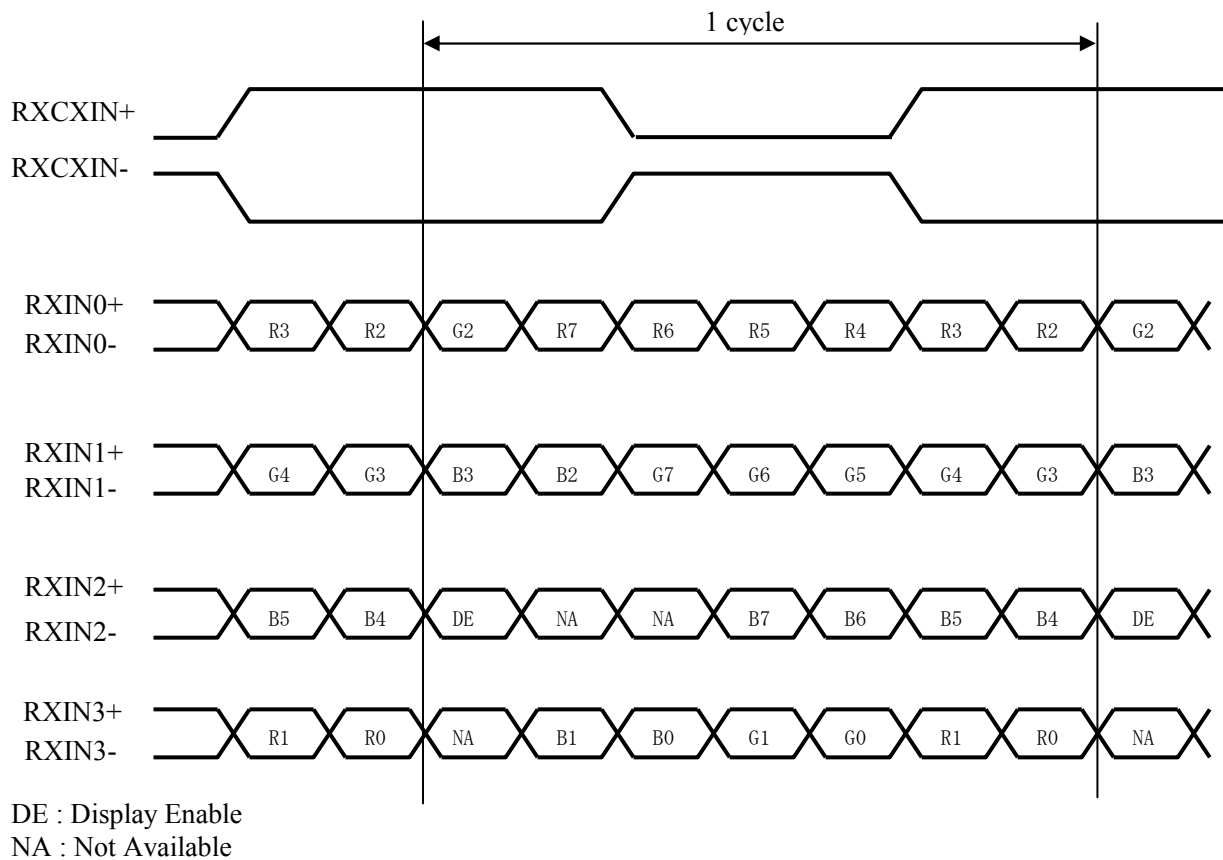 1 cycle
RXCXIN+
RXCXIN-
RXIN0+
R3 R2 G2 R7 R6 R5 R4 R3 R2 G2
RXIN0-
RXIN1+
G4 G3 B3 B2 G7 G6 G5 G4 G3 B3
RXIN1-
RXIN2+
B5 B4 DE NA NA B7 B6 B5 B4 DE
RXIN2-
RXIN3+
R1 R0 NA B1 B0 G1 G0 R1 R0 NA
RXIN3-
DE : Display Enable
NA : Not Available